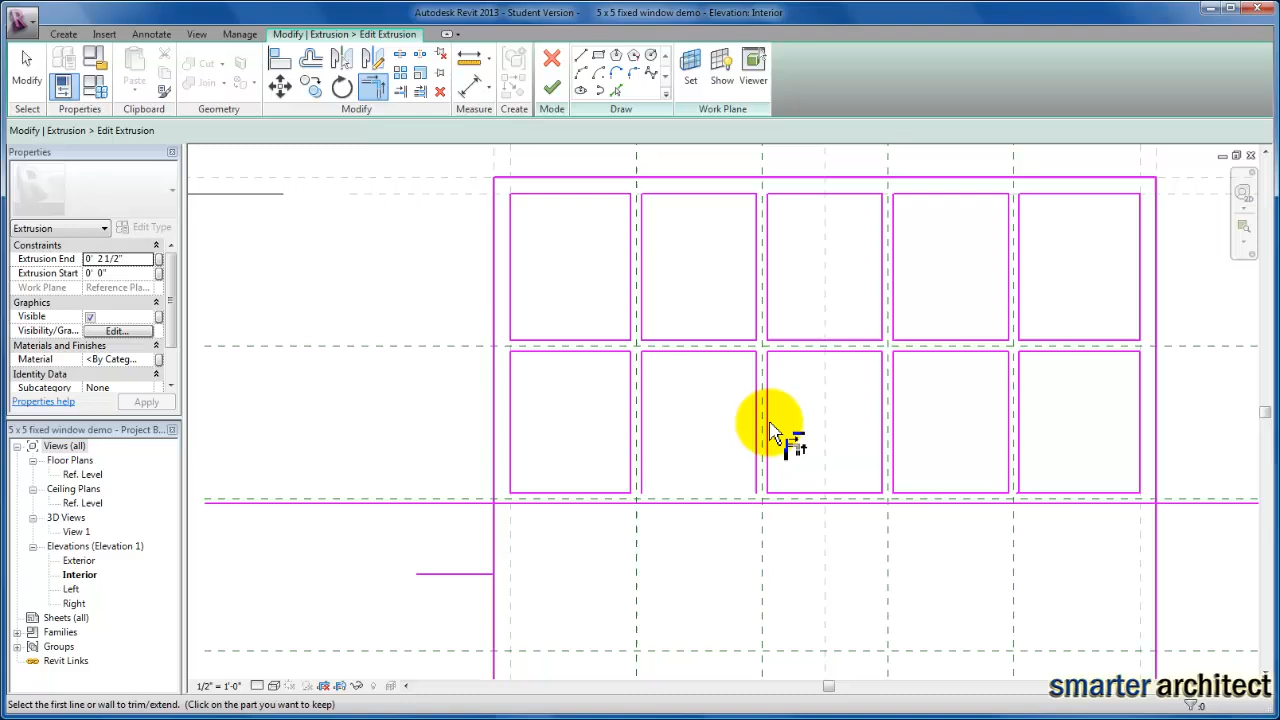 Autodesk Revit 2013 - Student Version - 5 x 5 fixed window demo - Elevation: Interior
Create Insert Annotate View Manage Modify | Extrusion > Edit Extrusion
Modify Paste Cut Join Set Show Viewer
Select Properties Clipboard Geometry Modify Measure Create Mode Draw Work Plane
Modify | Extrusion > Edit Extrusion
Properties
Extrusion Edit Type
Constraints
Extrusion End 0' 2 1/2"
Extrusion Start 0' 0"
Work Plane Reference Pla...
Graphics
Visible
Visibility/Gra... Edit...
Materials and Finishes
Material <By Categ...
Identity Data
Subcategory None
Properties help Apply
5 x 5 fixed window demo - Project B...
Views (all)
Floor Plans
Ref. Level
Ceiling Plans
Ref. Level
3D Views
View 1
Elevations (Elevation 1)
Exterior
Interior
Left
Right
Sheets (all)
Families
Groups
Revit Links
1/2" = 1'-0"
Select the first line or wall to trim/extend. (Click on the part you want to keep)
:0
smarter architect